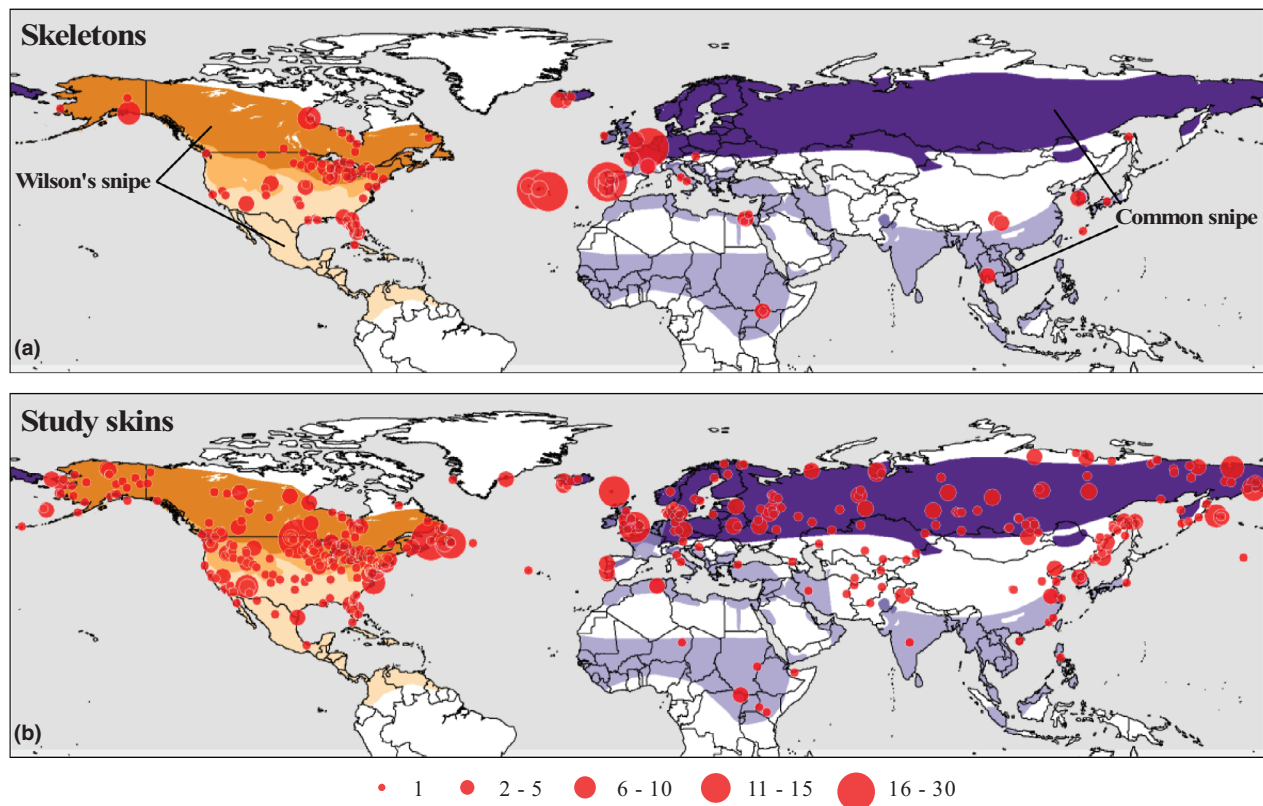 Skeletons
Wilson's snipe
Common snipe
(a)
Study skins
(b)
1 2 - 5 6 - 10 11 - 15 16 - 30